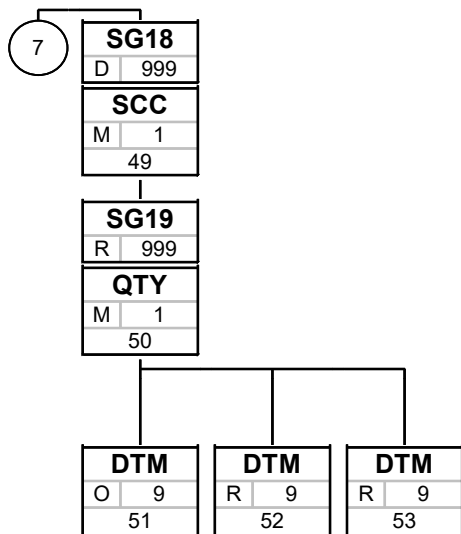 7
SG18
D 999
SCC
M 1
49
SG19
R 999
QTY
M 1
50
DTM DTM DTM
O 9 R 9 R 9
51 52 53